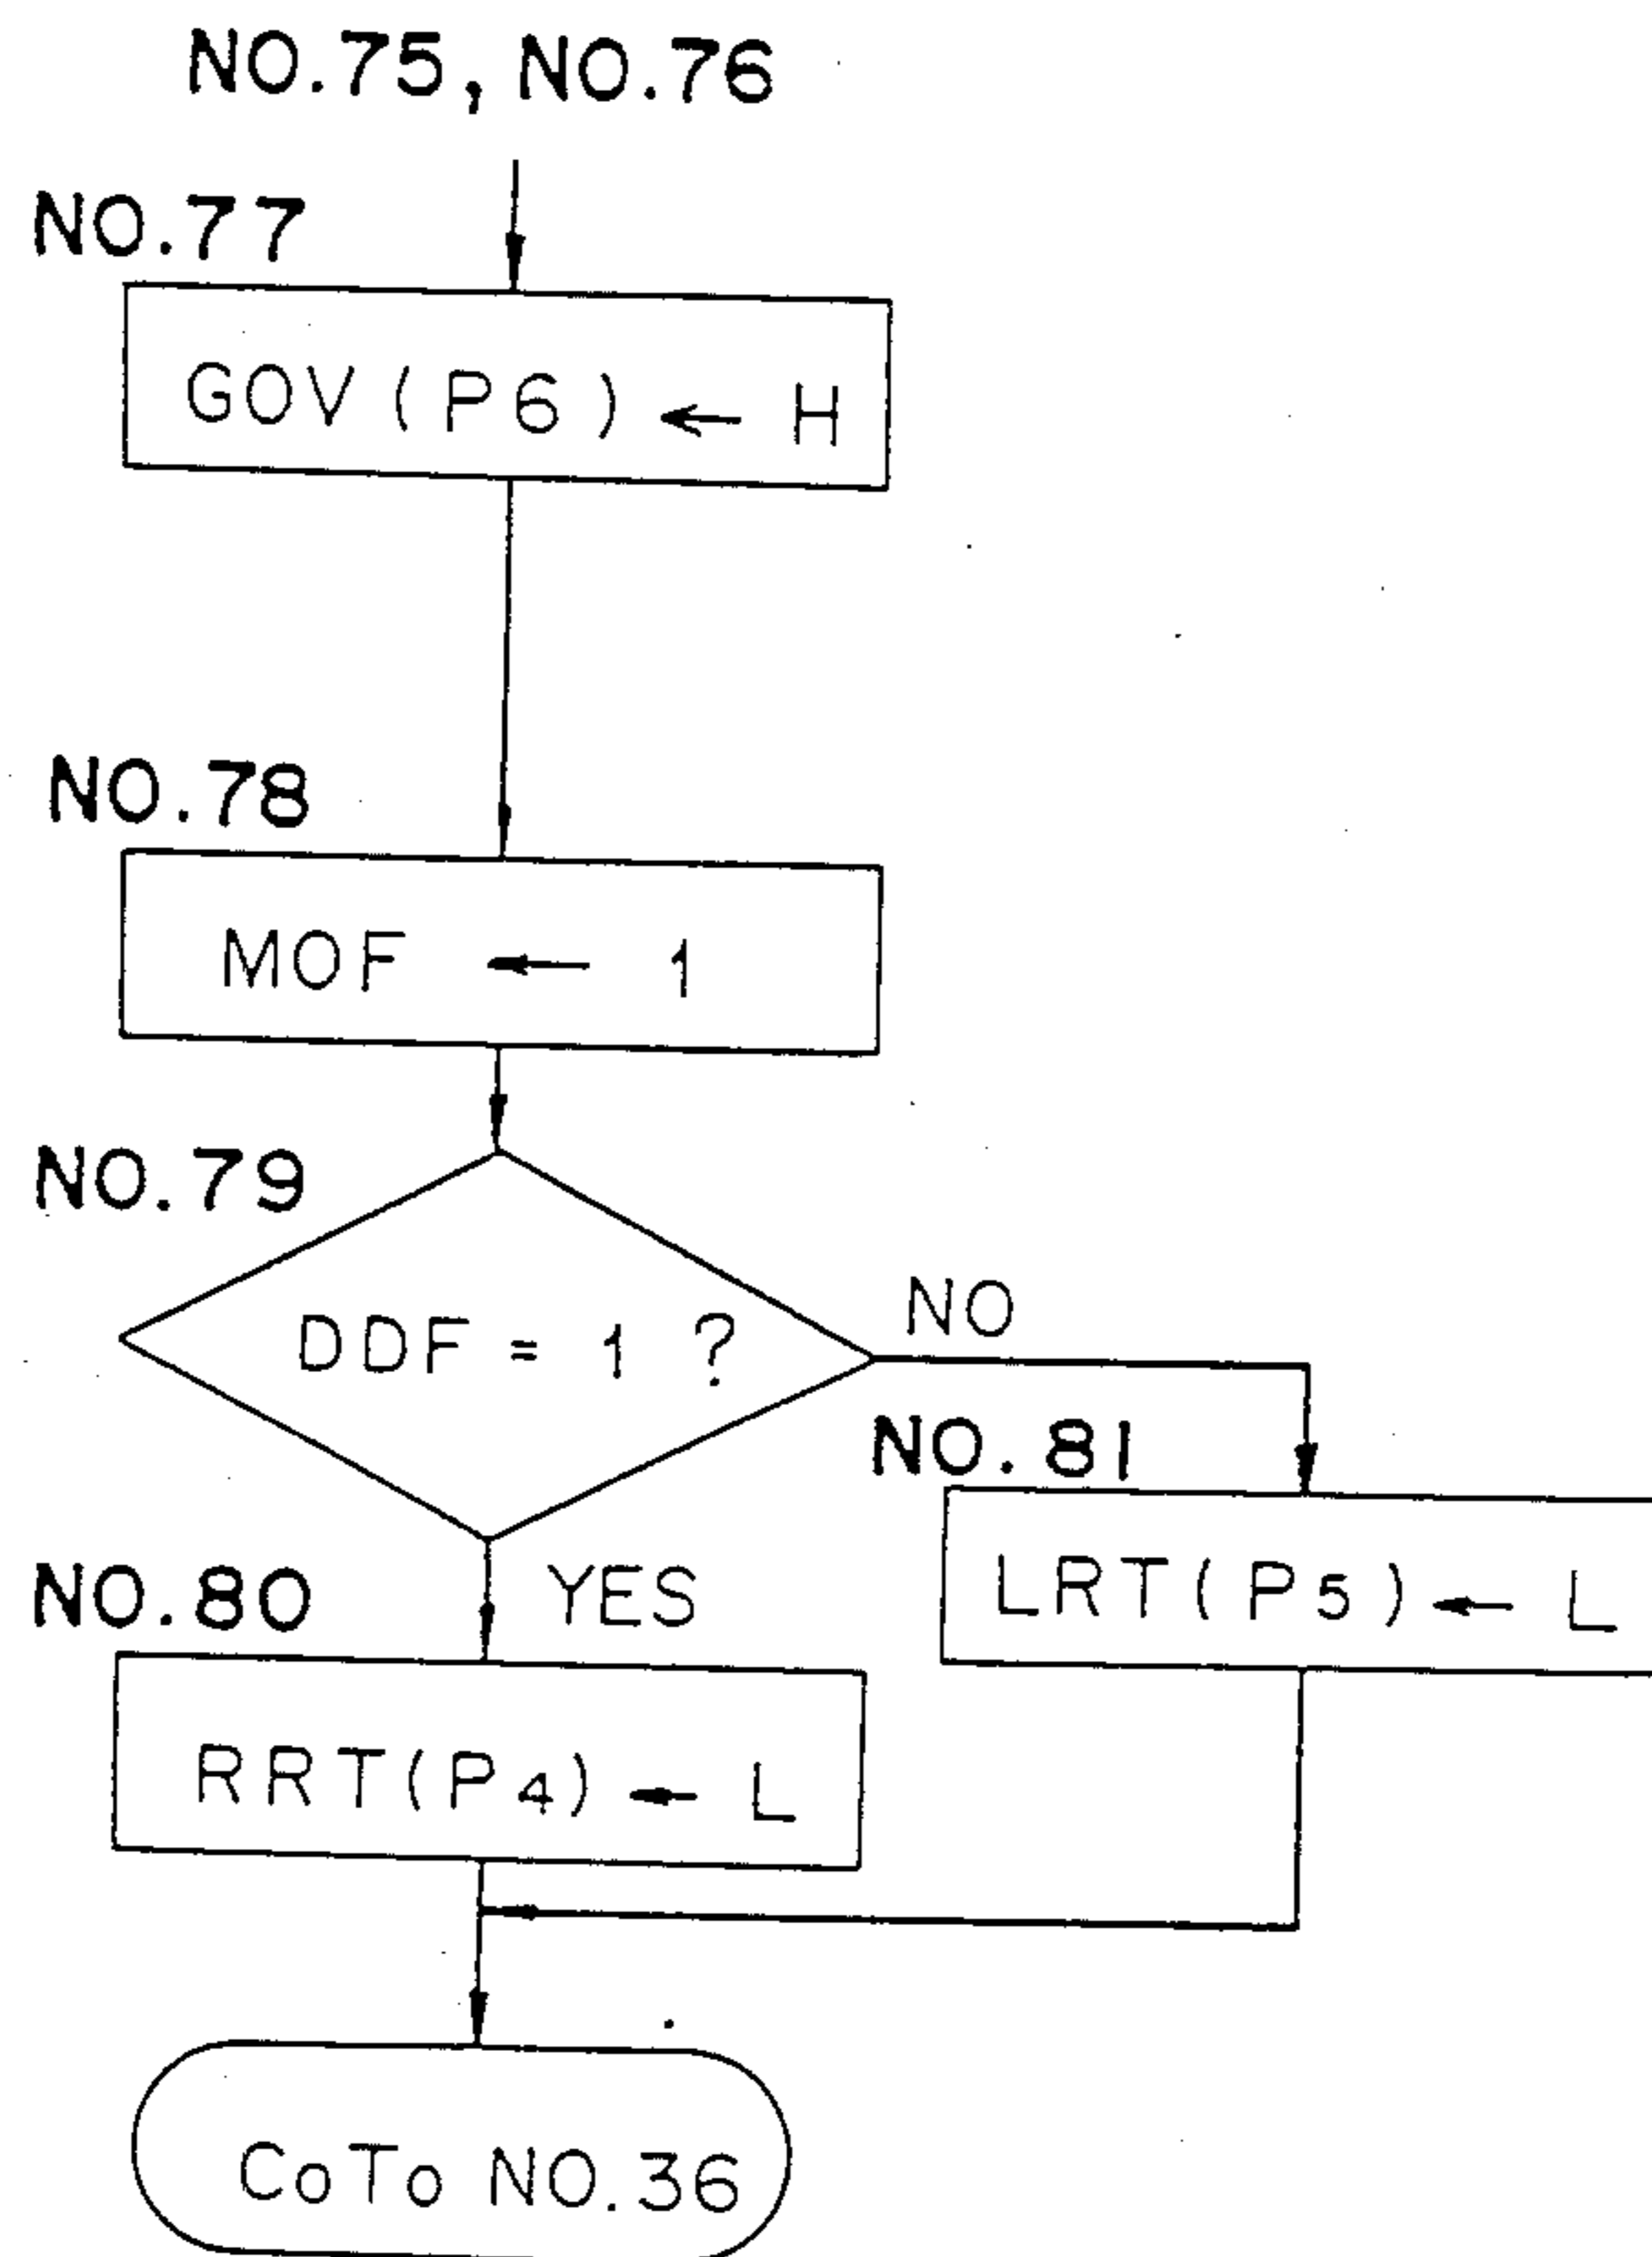 NO.75, NO.76
NO.77
GOV(P6) ← H
NO.78
MOF ← 1
NO.79
DDF = 1 ?
NO
NO.81
LRT(P5) ← L
YES
NO.80
RRT(P4) ← L
CoTo NO.36